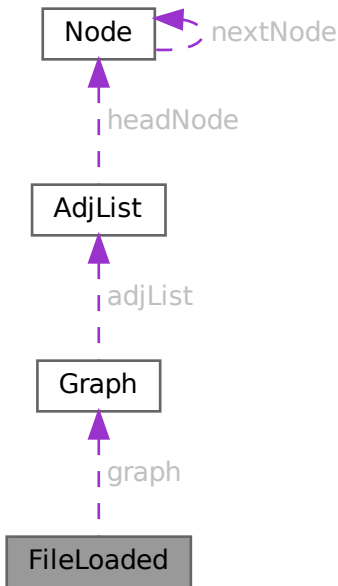 Node
nextNode
headNode
AdjList
adjList
Graph
graph
FileLoaded